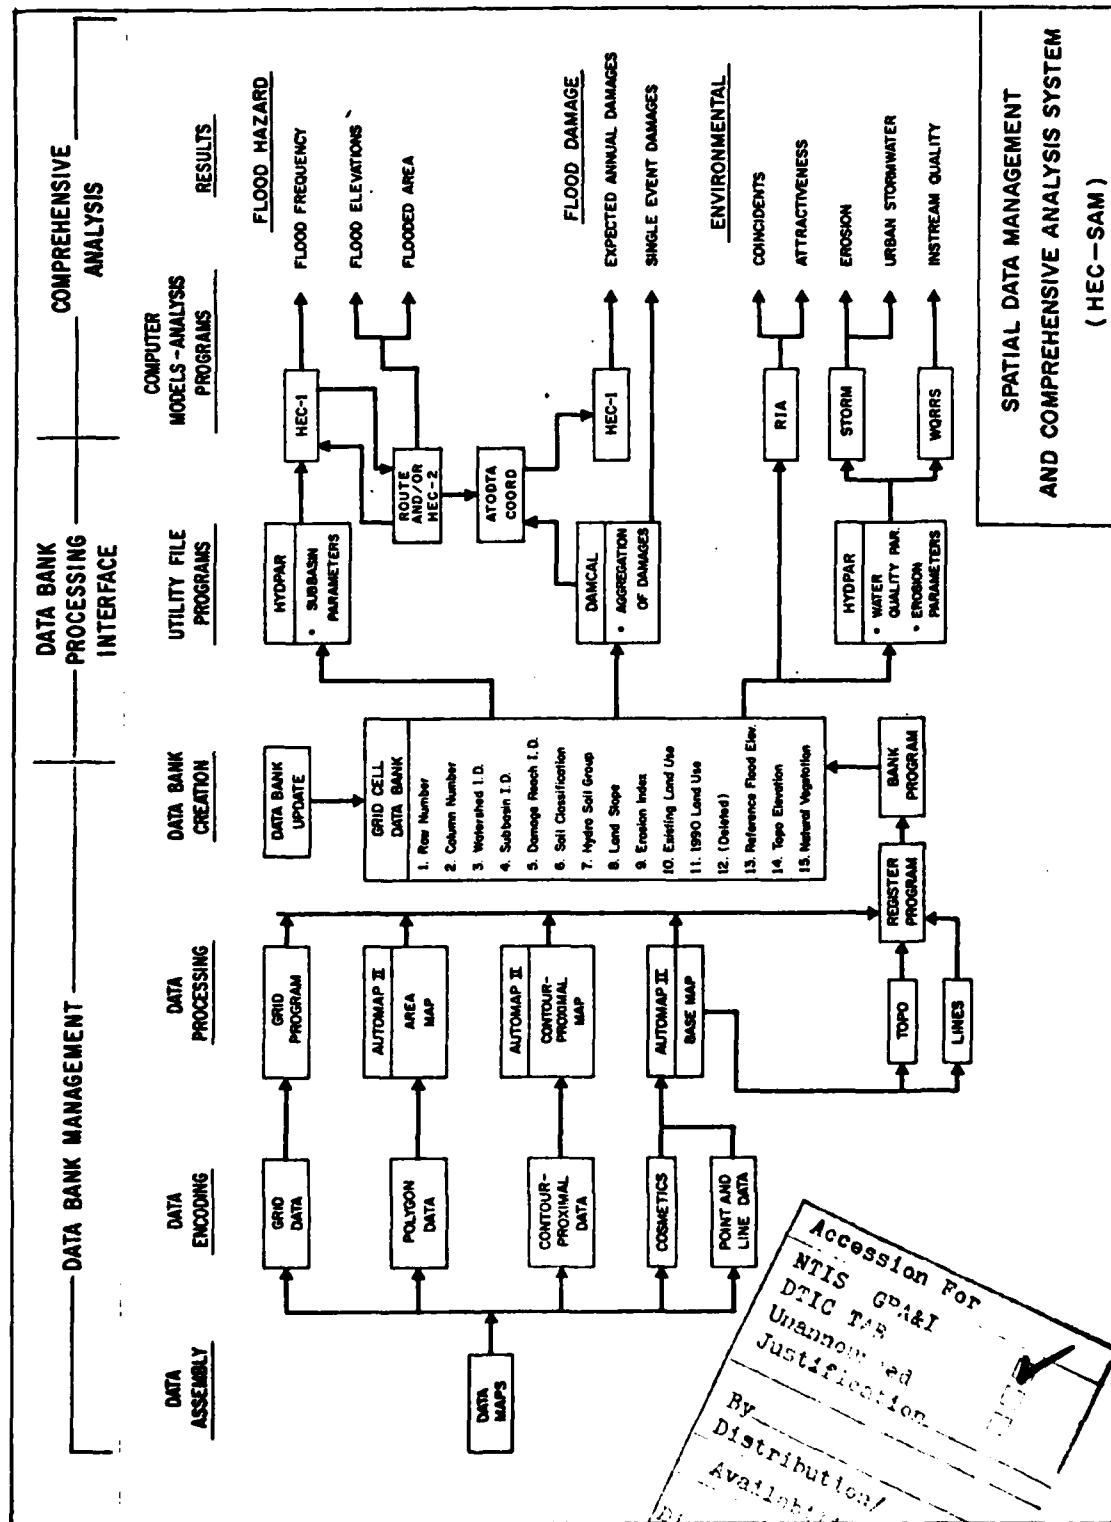 DATA BANK MANAGEMENT
DATA BANK
PROCESSING
INTERFACE
COMPREHENSIVE
ANALYSIS
DATA
ASSEMBLY
DATA
ENCODING
DATA
PROCESSING
DATA BANK
CREATION
UTILITY FILE
PROGRAMS
COMPUTER
MODELS-ANALYSIS
PROGRAMS
RESULTS
DATA
MAPS
GRID
DATA
POLYGON
DATA
CONTOUR-
PROXIMAL
DATA
COSMETICS
POINT AND
LINE DATA
GRID
PROGRAM
AUTOMAP II
AREA
MAP
AUTOMAP II
CONTOUR-
PROXIMAL
MAP
AUTOMAP II
BASE MAP
TOPO
LINES
REGISTER
PROGRAM
BANK
PROGRAM
DATA BANK
UPDATE
GRID CELL
DATA BANK
1. Row Number
2. Column Number
3. Watershed I.D.
4. Subbasin I.D.
5. Damage Reach I.D.
6. Soil Classification
7. Hydro Soil Group
8. Land Slope
9. Erosion Index
10. Existing Land Use
11. 1990 Land Use
12. (Deleted)
13. Reference Flood Elev.
14. Topo Elevation
15. Natural Vegetation
HYDPAR
• SUBBASIN
PARAMETERS
DAMCAL
• AGGREGATION
OF DAMAGES
HYDPAR
• WATER
QUALITY PAR.
• EROSION
PARAMETERS
HEC-1
ROUTE
AND/OR
HEC-2
ATODTA
COORD
HEC-1
RIA
STORM
WQRRS
FLOOD HAZARD
FLOOD FREQUENCY
FLOOD ELEVATIONS
FLOODED AREA
FLOOD DAMAGE
EXPECTED ANNUAL DAMAGES
SINGLE EVENT DAMAGES
ENVIRONMENTAL
COINCIDENTS
ATTRACTIVENESS
EROSION
URBAN STORMWATER
INSTREAM QUALITY
SPATIAL DATA MANAGEMENT
AND COMPREHENSIVE ANALYSIS SYSTEM
(HEC-SAM)
Accession For
NTIS GRA&I
DTIC TAB
Unannounced
Justification
By
Distribution/